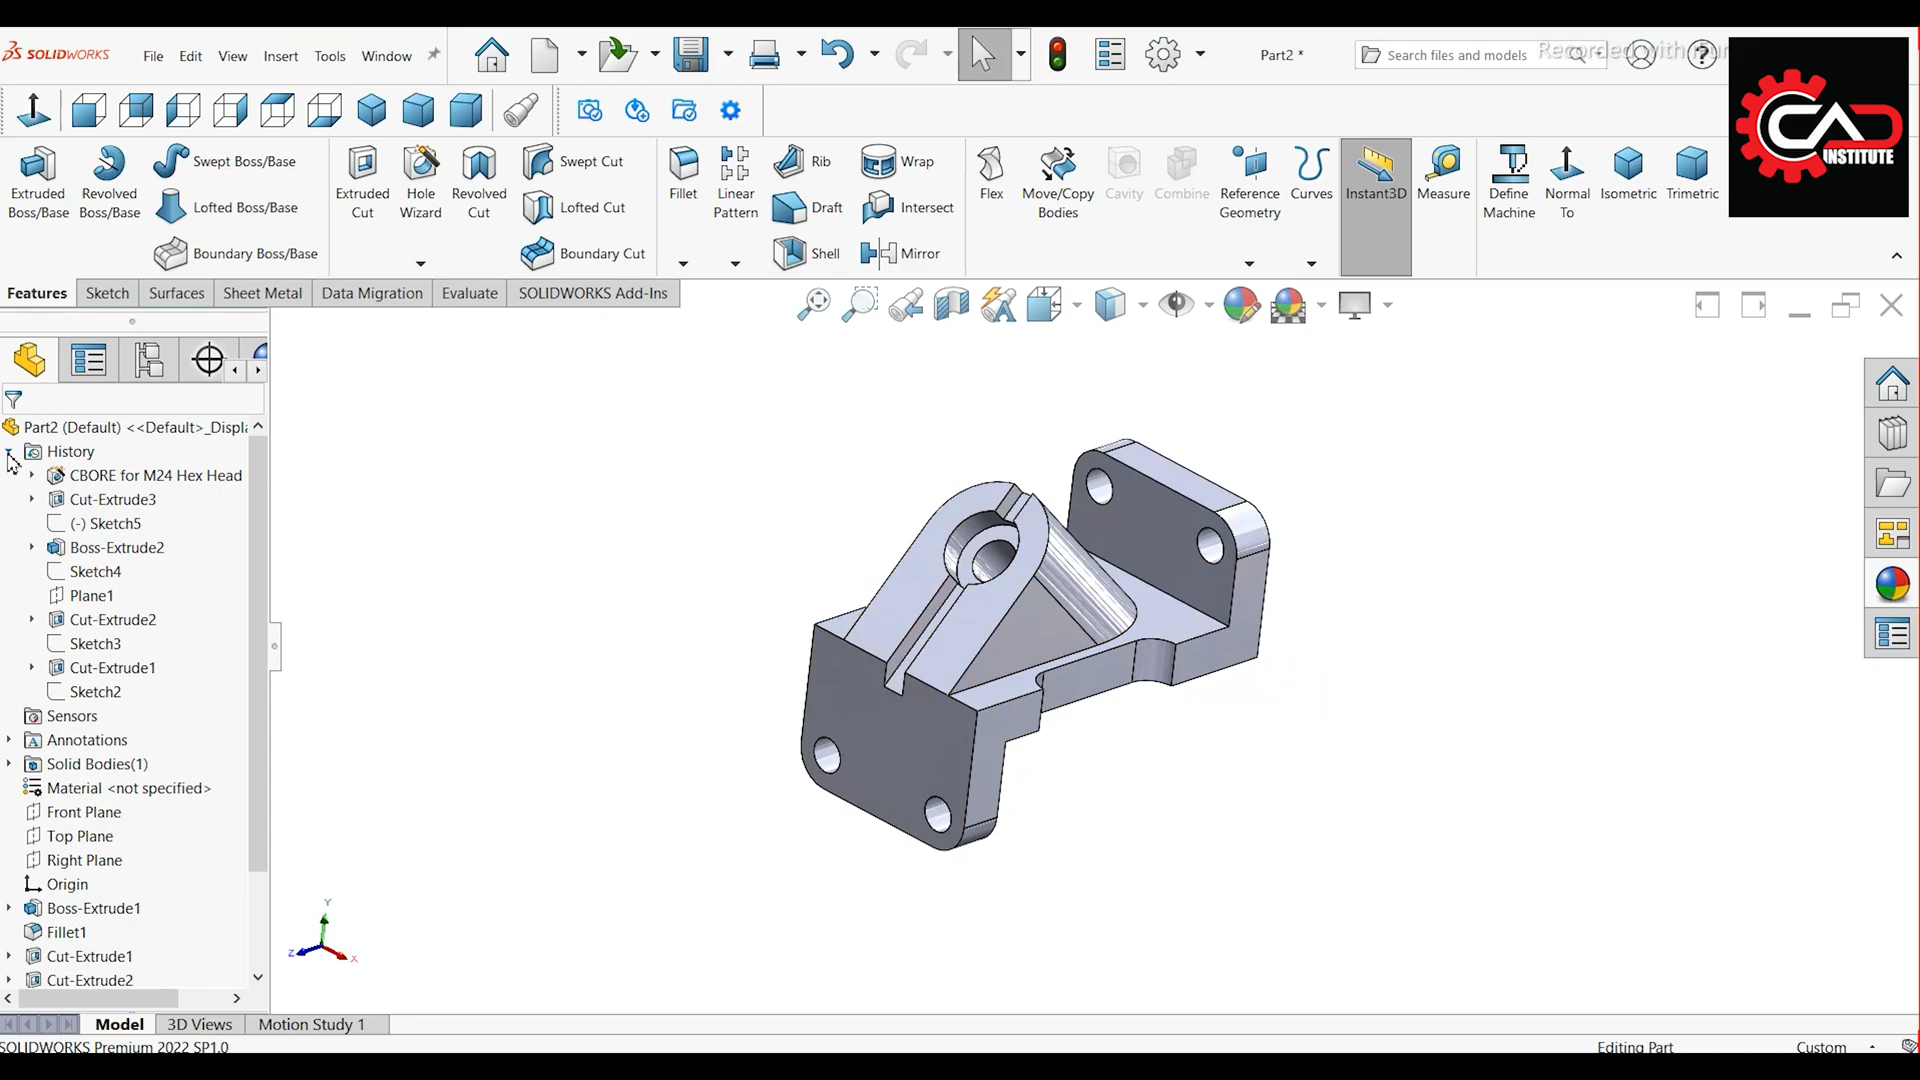 SOLIDWORKS File Edit View Insert Tools Window Part2 * Search files and models Recorded with
CAD INSTITUTE
Extruded Boss/Base Revolved Boss/Base Swept Boss/Base Lofted Boss/Base Boundary Boss/Base
Extruded Cut Hole Wizard Revolved Cut Swept Cut Lofted Cut Boundary Cut
Fillet Linear Pattern Rib Draft Shell Wrap Intersect Mirror
Flex Move/Copy Bodies Cavity Combine Reference Geometry Curves Instant3D Measure Define Machine Normal To Isometric Trimetric
Features Sketch Surfaces Sheet Metal Data Migration Evaluate SOLIDWORKS Add-Ins
Part2 (Default) <<Default>_Displa
History
CBORE for M24 Hex Head
Cut-Extrude3
(-) Sketch5
Boss-Extrude2
Sketch4
Plane1
Cut-Extrude2
Sketch3
Cut-Extrude1
Sketch2
Sensors
Annotations
Solid Bodies(1)
Material <not specified>
Front Plane
Top Plane
Right Plane
Origin
Boss-Extrude1
Fillet1
Cut-Extrude1
Cut-Extrude2
Y
Z X
Model 3D Views Motion Study 1
SOLIDWORKS Premium 2022 SP1.0 Editing Part Custom